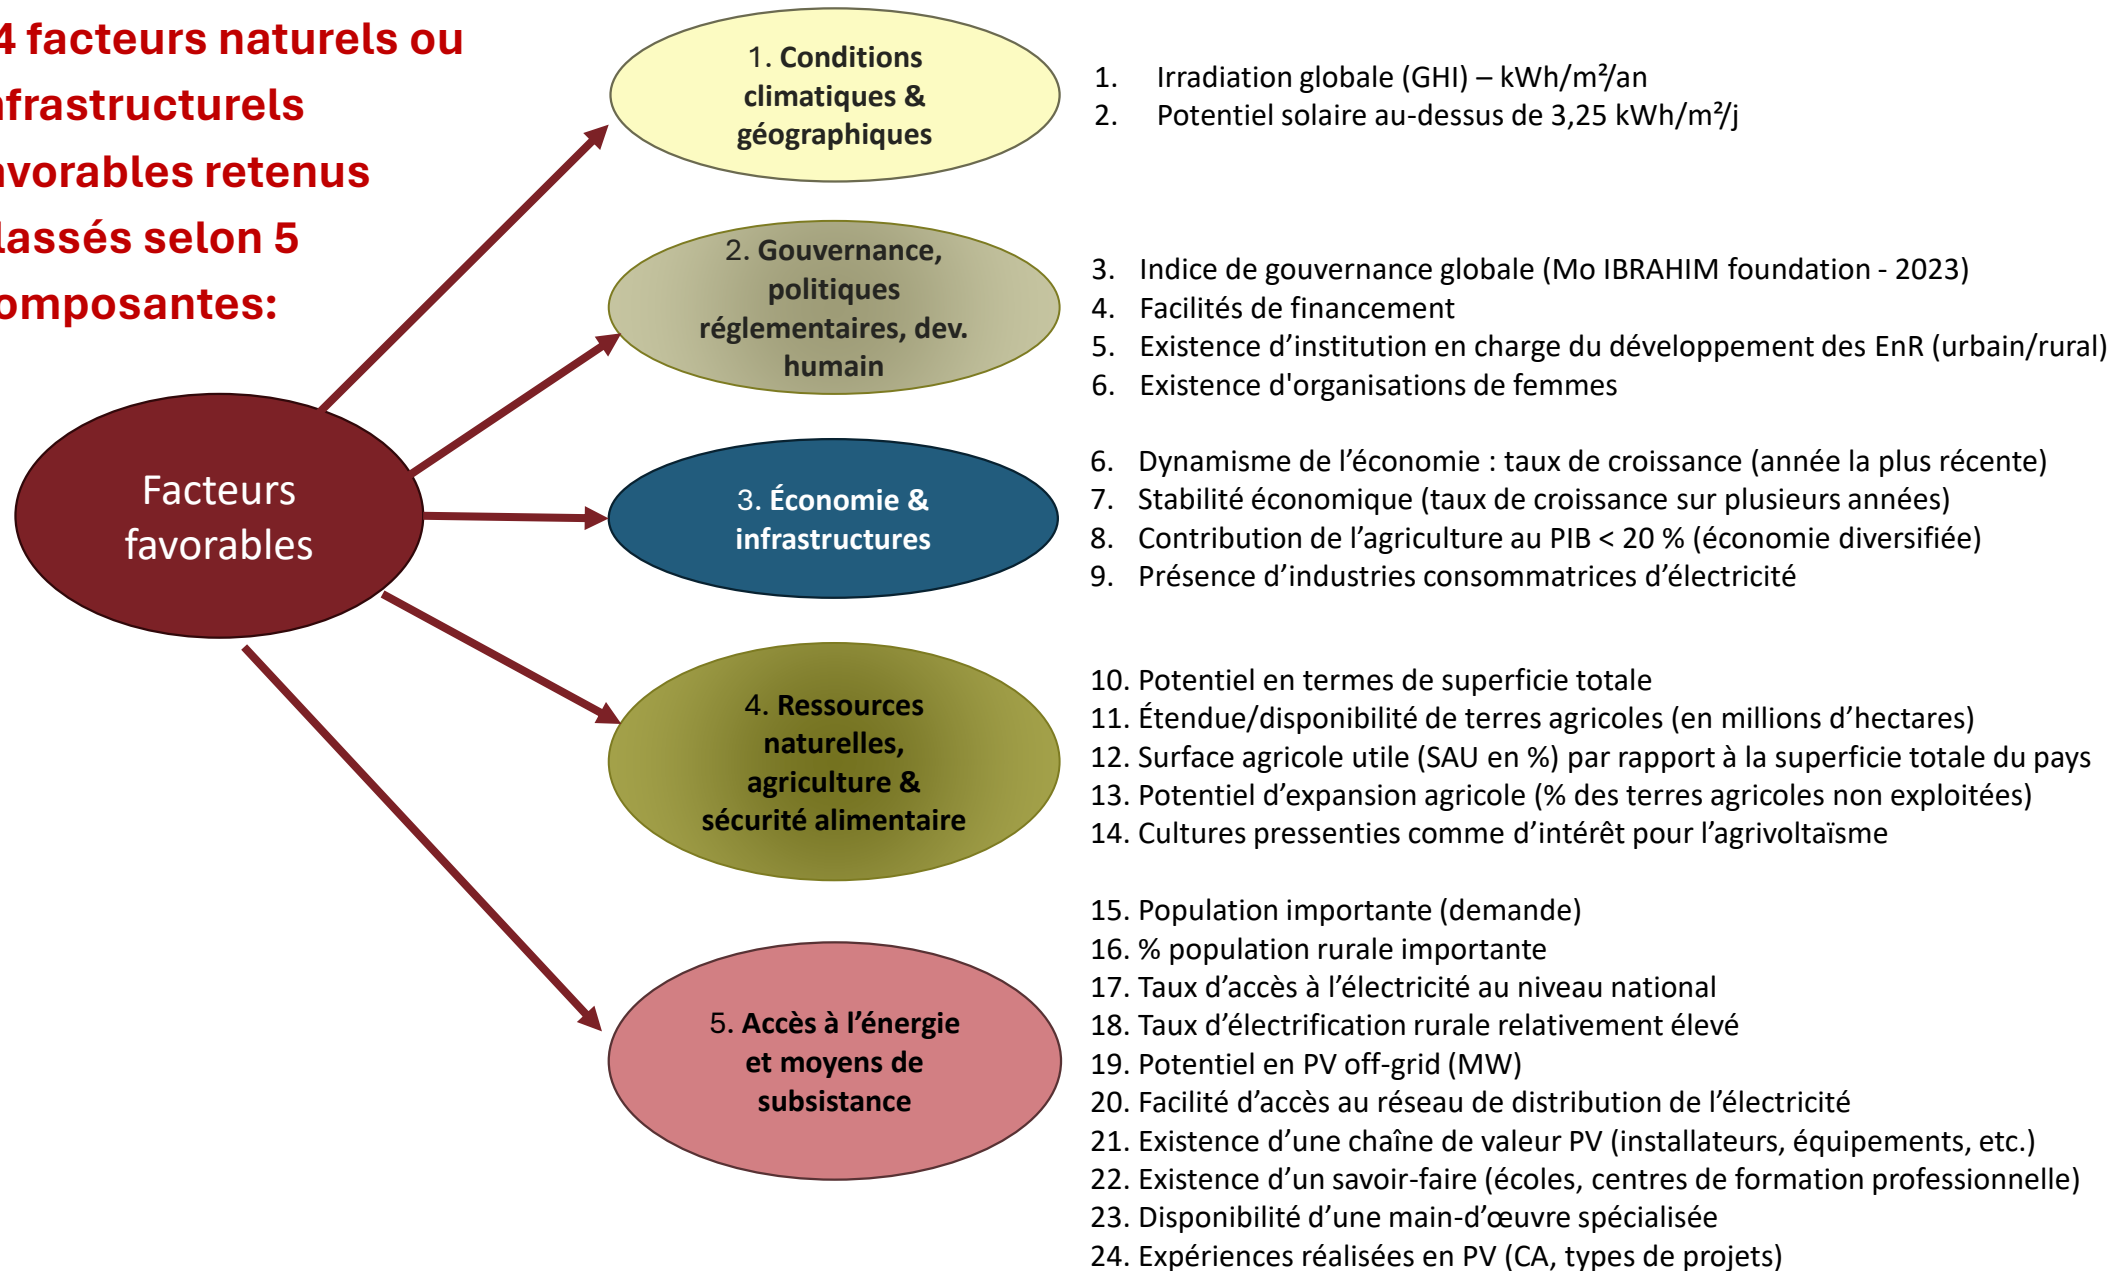 4 facteurs naturels ou
nfrastructurels
avorables retenus
lassés selon 5
omposantes:
Facteurs
favorables
1. Conditions
climatiques &
géographiques
1. Irradiation globale (GHI) – kWh/m²/an
2. Potentiel solaire au-dessus de 3,25 kWh/m²/j
2. Gouvernance,
politiques
réglementaires, dev.
humain
3. Indice de gouvernance globale (Mo IBRAHIM foundation - 2023)
4. Facilités de financement
5. Existence d’institution en charge du développement des EnR (urbain/rural)
6. Existence d'organisations de femmes
3. Économie &
infrastructures
6. Dynamisme de l’économie : taux de croissance (année la plus récente)
7. Stabilité économique (taux de croissance sur plusieurs années)
8. Contribution de l’agriculture au PIB < 20 % (économie diversifiée)
9. Présence d’industries consommatrices d’électricité
4. Ressources
naturelles,
agriculture &
sécurité alimentaire
10. Potentiel en termes de superficie totale
11. Étendue/disponibilité de terres agricoles (en millions d’hectares)
12. Surface agricole utile (SAU en %) par rapport à la superficie totale du pays
13. Potentiel d’expansion agricole (% des terres agricoles non exploitées)
14. Cultures pressenties comme d’intérêt pour l’agrivoltaïsme
5. Accès à l’énergie
et moyens de
subsistance
15. Population importante (demande)
16. % population rurale importante
17. Taux d’accès à l’électricité au niveau national
18. Taux d’électrification rurale relativement élevé
19. Potentiel en PV off-grid (MW)
20. Facilité d’accès au réseau de distribution de l’électricité
21. Existence d’une chaîne de valeur PV (installateurs, équipements, etc.)
22. Existence d’un savoir-faire (écoles, centres de formation professionnelle)
23. Disponibilité d’une main-d’œuvre spécialisée
24. Expériences réalisées en PV (CA, types de projets)